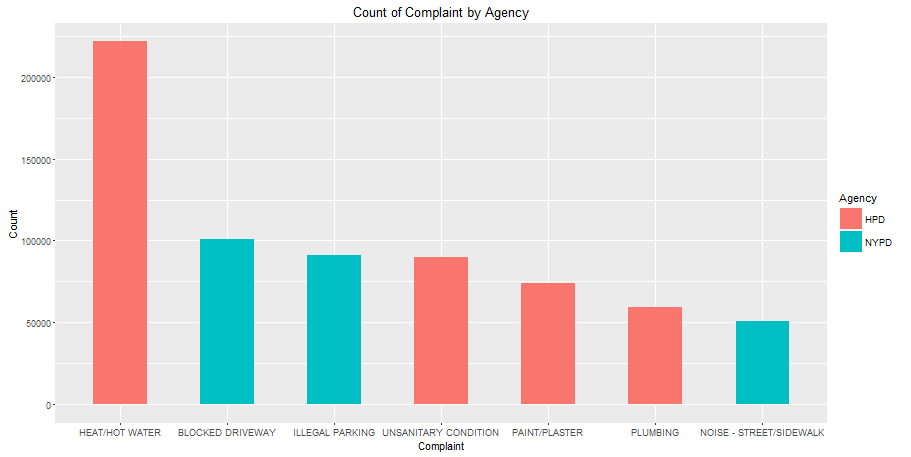 Count of Complaint by Agency
Count
200000
150000
100000
50000
0
HEAT/HOT WATER
BLOCKED DRIVEWAY
ILLEGAL PARKING
UNSANITARY CONDITION
PAINT/PLASTER
PLUMBING
NOISE - STREET/SIDEWALK
Complaint
Agency
HPD
NYPD